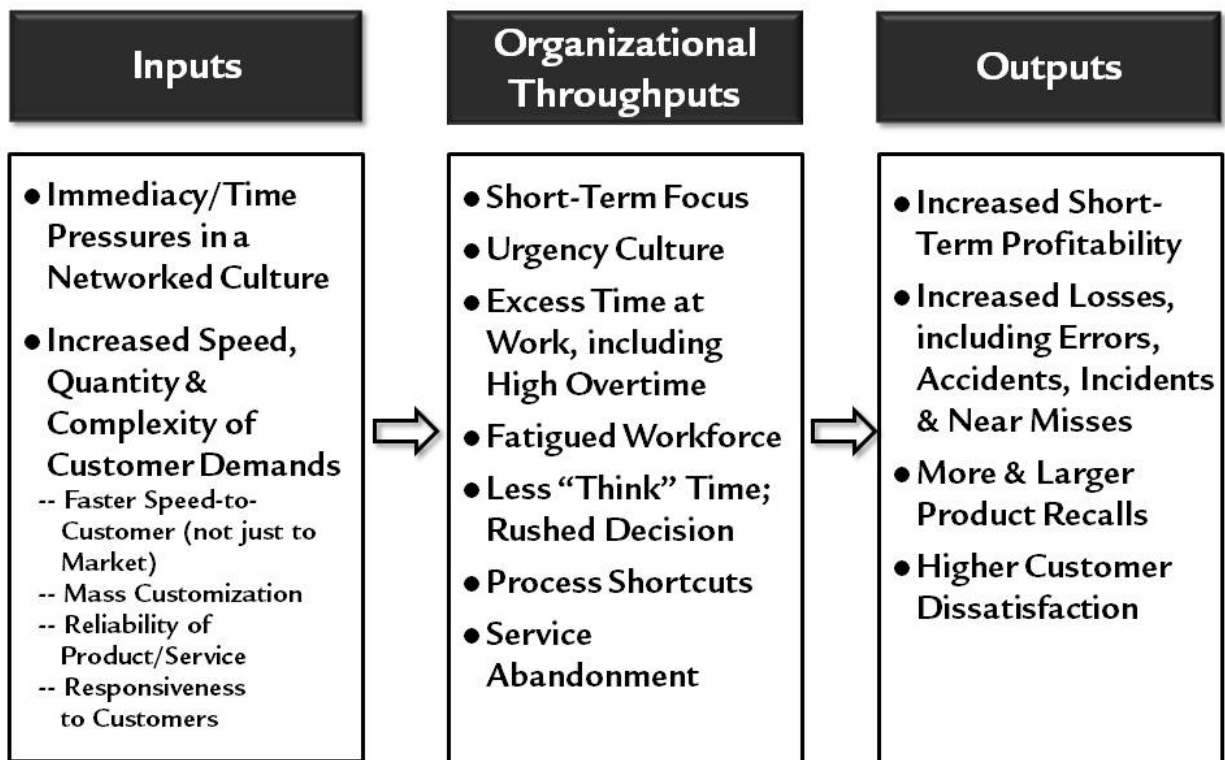 Inputs
• Immediacy/Time
Pressures in a
Networked Culture
• Increased Speed,
Quantity &
Complexity of
Customer Demands
-- Faster Speed-to-
Customer (not just to
Market)
-- Mass Customization
-- Reliability of
Product/Service
-- Responsiveness
to Customers
Organizational
Throughputs
• Short-Term Focus
• Urgency Culture
• Excess Time at
Work, including
High Overtime
• Fatigued Workforce
• Less “Think” Time;
Rushed Decision
• Process Shortcuts
• Service
Abandonment
Outputs
• Increased Short-
Term Profitability
• Increased Losses,
including Errors,
Accidents, Incidents
& Near Misses
• More & Larger
Product Recalls
• Higher Customer
Dissatisfaction